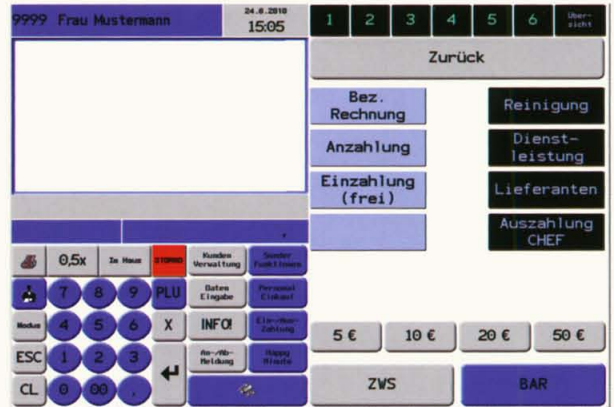 9999 Frau Mustermann
24.8.2010
15:05
1 2 3 4 5 6 Über-
sicht
Zurück
Bez.
Rechnung
Reinigung
Anzahlung
Dienst-
leistung
Einzahlung
(frei)
Lieferanten
Auszahlung
CHEF
0,5x
Im Haus
STORNO
Kunden
Verwaltung
Sonder
Funktionen
7 8 9 PLU
Daten
Eingabe
Personal
Einkauf
Modus 4 5 6 X
INFO!
Ein-/Aus-
Zahlung
5 € 10 € 20 € 50 €
ESC 1 2 3
An-/Ab-
Meldung
Happy
Minute
CL 0 00 .
ZWS
BAR